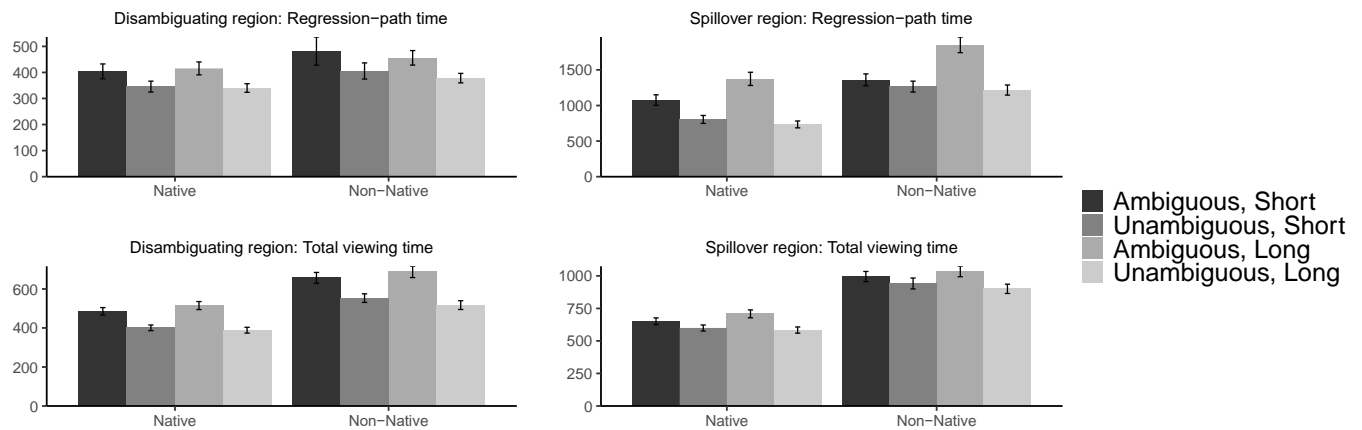 Disambiguating region: Regression−path time
500
400
300
200
100
0
Native
Non−Native
Spillover region: Regression−path time
1500
1000
500
0
Native
Non−Native
Disambiguating region: Total viewing time
600
400
200
0
Native
Non−Native
Spillover region: Total viewing time
1000
750
500
250
0
Native
Non−Native
Ambiguous, Short
Unambiguous, Short
Ambiguous, Long
Unambiguous, Long